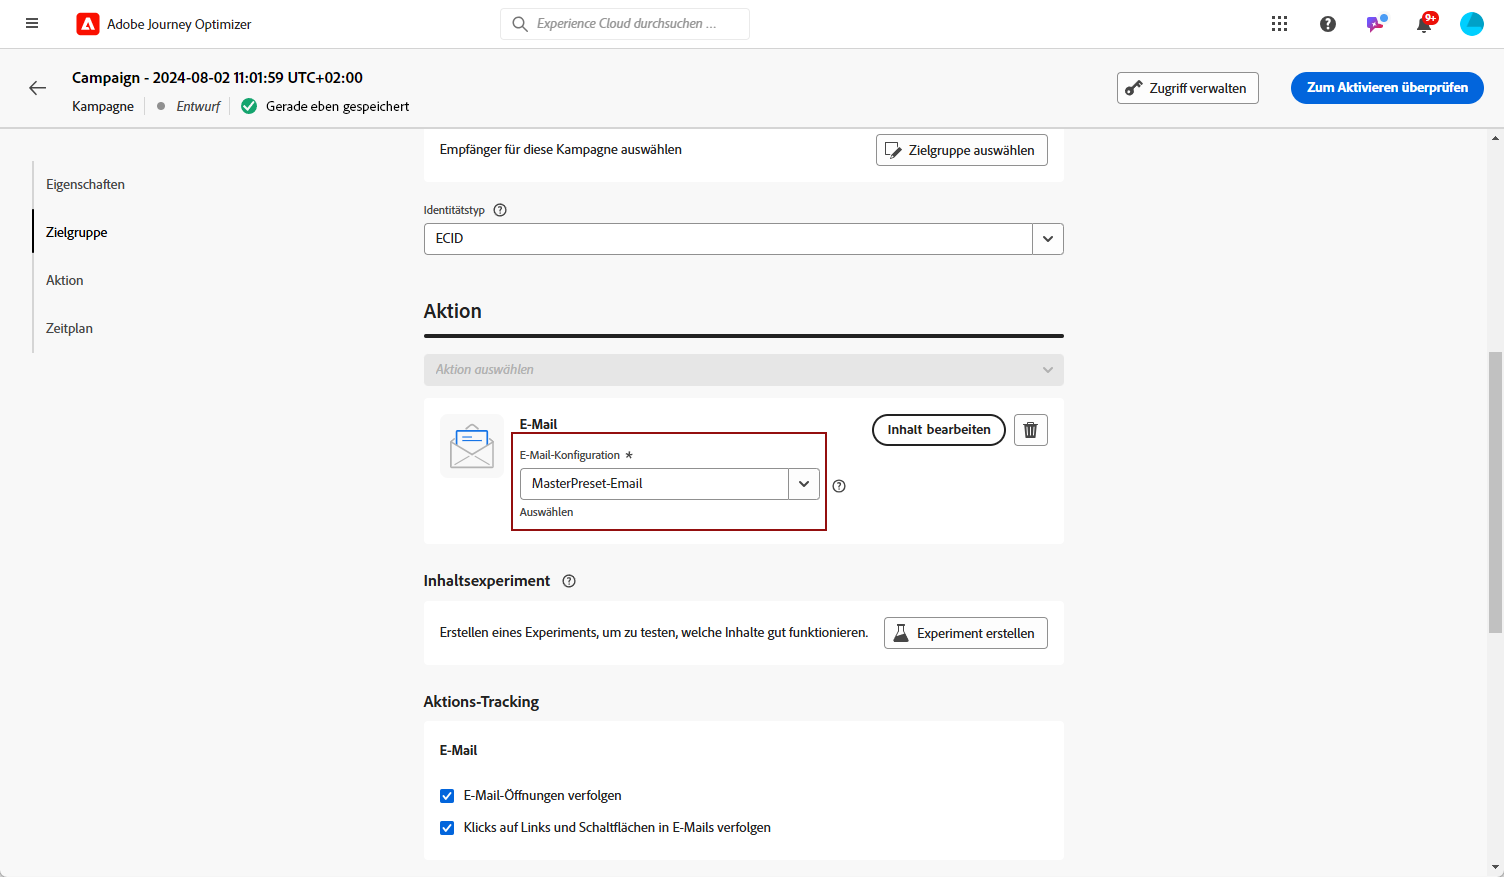 Adobe Journey Optimizer
Experience Cloud durchsuchen ...
9+
Campaign - 2024-08-02 11:01:59 UTC+02:00
Kampagne
Entwurf
Gerade eben gespeichert
Zugriff verwalten
Zum Aktivieren überprüfen
Eigenschaften
Zielgruppe
Aktion
Zeitplan
Empfänger für diese Kampagne auswählen
Zielgruppe auswählen
Identitätstyp
ECID
Aktion
Aktion auswählen
E-Mail
Inhalt bearbeiten
E-Mail-Konfiguration *
MasterPreset-Email
Auswählen
Inhaltsexperiment
Erstellen eines Experiments, um zu testen, welche Inhalte gut funktionieren.
Experiment erstellen
Aktions-Tracking
E-Mail
E-Mail-Öffnungen verfolgen
Klicks auf Links und Schaltflächen in E-Mails verfolgen